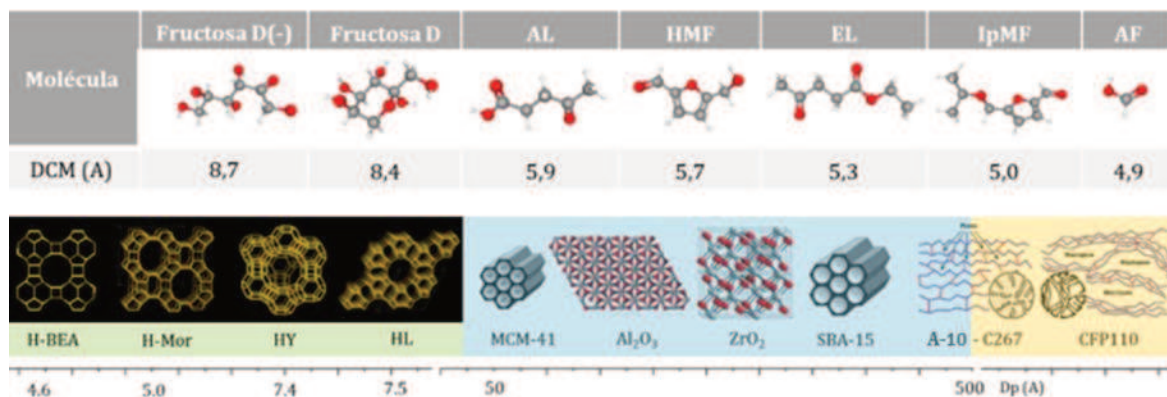 Molécula
Fructosa D(-) Fructosa D AL HMF EL IpMF AF
DCM (A) 8,7 8,4 5,9 5,7 5,3 5,0 4,9
H-BEA H-Mor HY HL MCM-41 Al₂O₃ ZrO₂ SBA-15 A-10 - C267 CFP110
4.6 5.0 7.4 7.5 50 500 Dp (A)